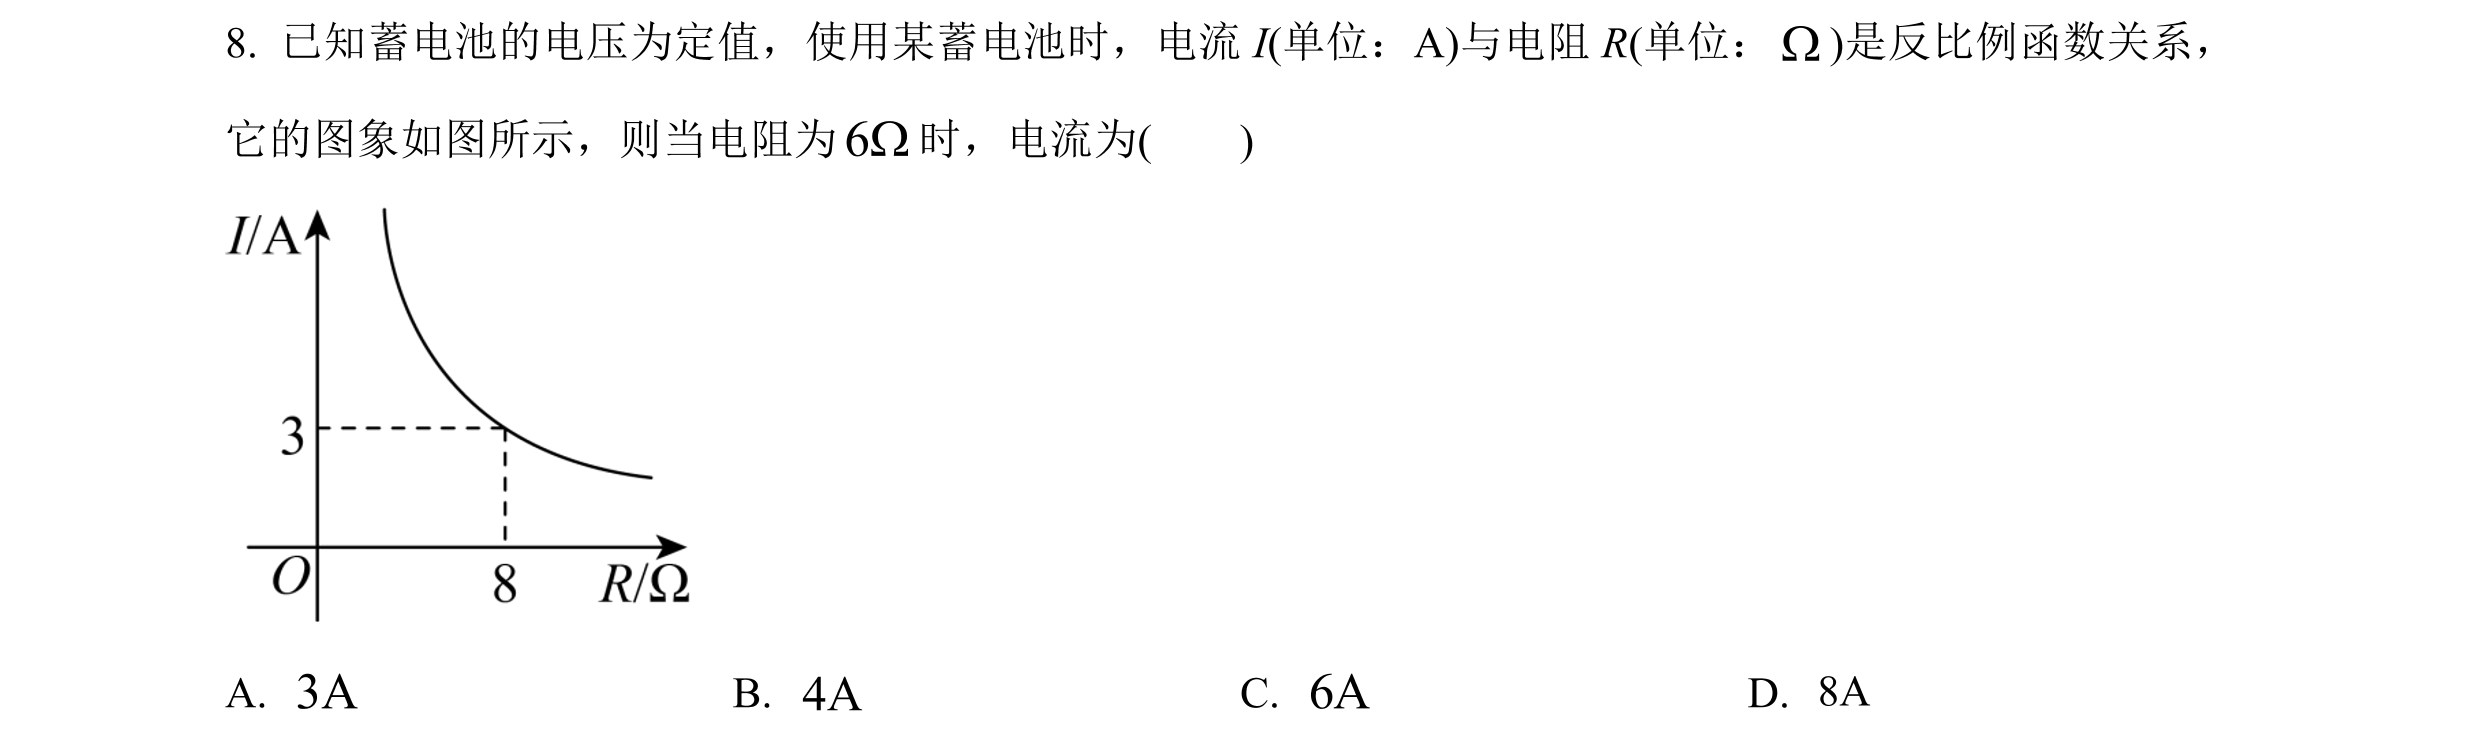 8. 已知蓄电池的电压为定值，使用某蓄电池时，电流 I(单位：A)与电阻 R(单位：Ω)是反比例函数关系，
它的图象如图所示，则当电阻为6Ω时，电流为(　　)
I/A
3
O
8
R/Ω
A. 3A B. 4A C. 6A D. 8A